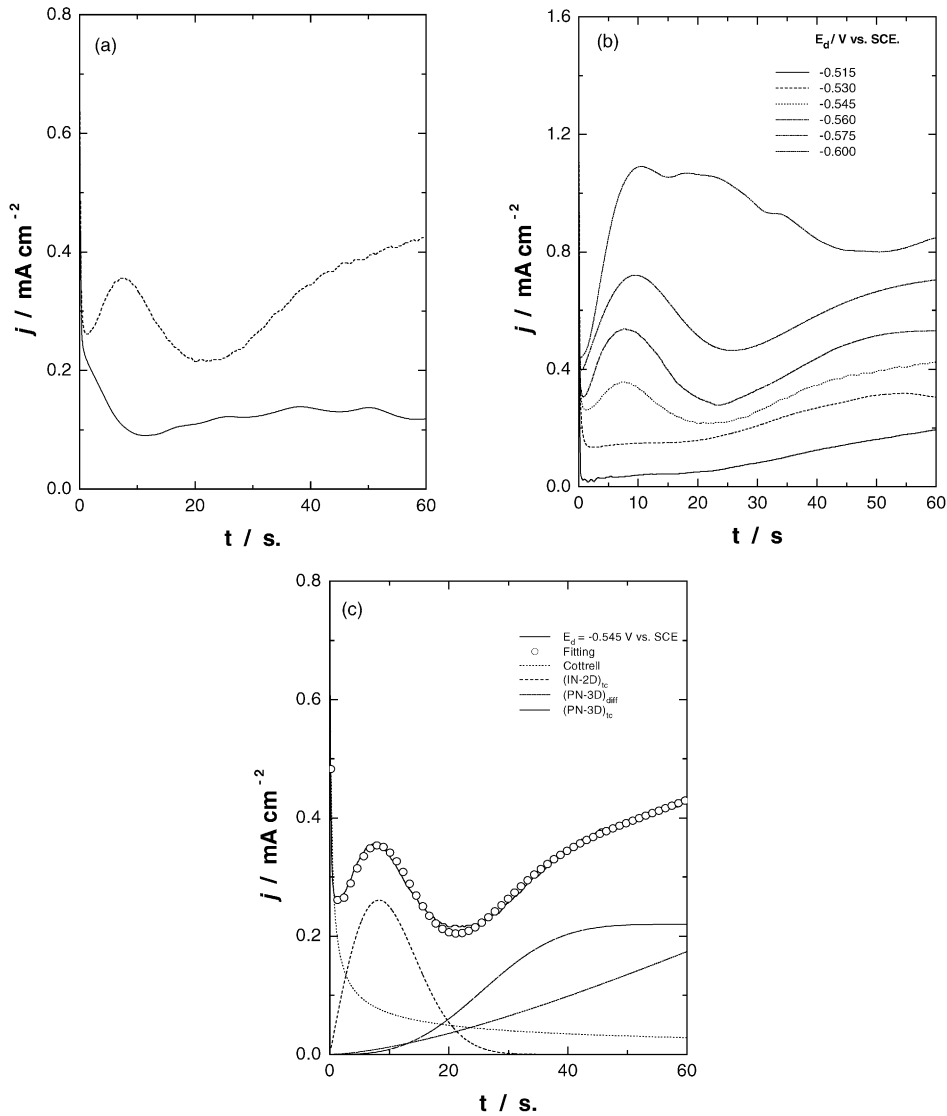 (a)
0.8
0.6
0.4
0.2
0.0
j / mA cm⁻²
0 20 40 60
t / s.
(b)
E_d / V vs. SCE.
-0.515
-0.530
-0.545
-0.560
-0.575
-0.600
1.6
1.2
0.8
0.4
0.0
j / mA cm⁻²
0 10 20 30 40 50 60
t / s
(c)
E_d = -0.545 V vs. SCE
Fitting
Cottrell
(IN-2D)_tc
(PN-3D)_diff
(PN-3D)_tc
0.8
0.6
0.4
0.2
0.0
j / mA cm⁻²
0 20 40 60
t / s.